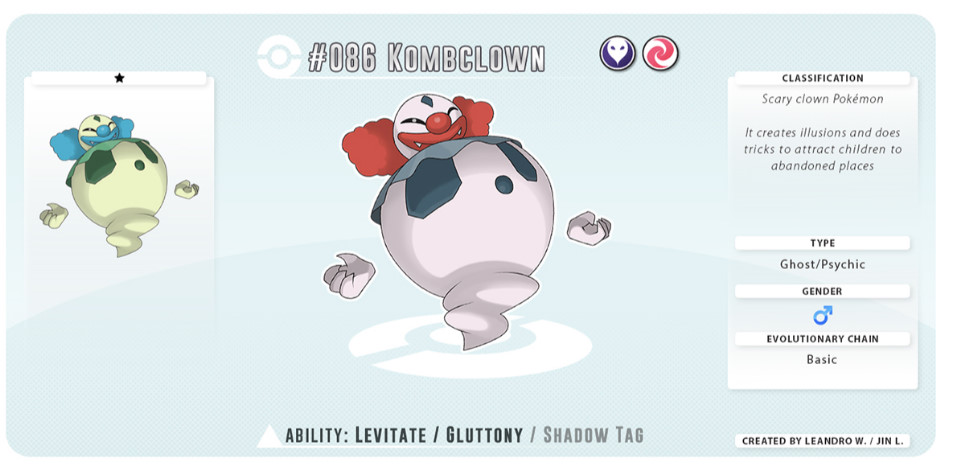 #086 Kombclown
CLASSIFICATION
Scary clown Pokémon
It creates illusions and does
tricks to attract children to
abandoned places
TYPE
Ghost/Psychic
GENDER
EVOLUTIONARY CHAIN
Basic
ABILITY: LEVITATE / GLUTTONY / SHADOW TAG
CREATED BY LEANDRO W. / JIN L.